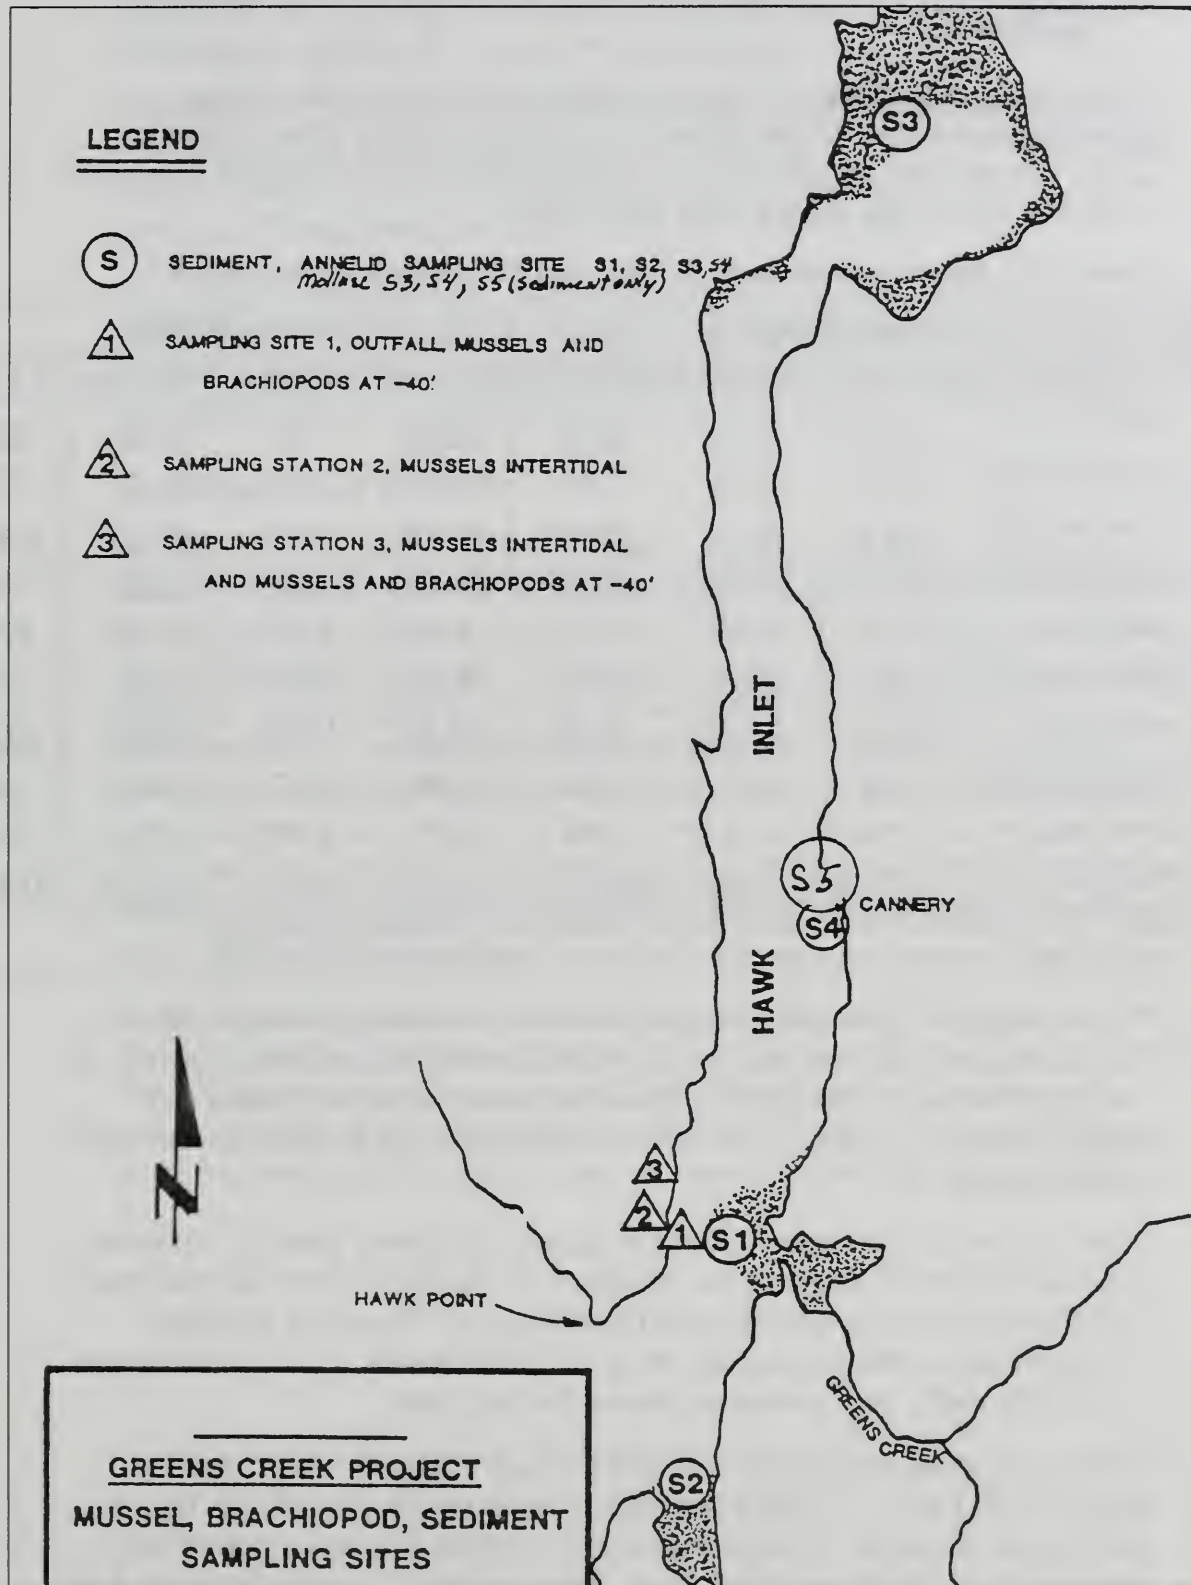 LEGEND
S SEDIMENT, ANNELID SAMPLING SITE S1, S2, S3, S4
S3, S4, S5 (Sediment only)
1 SAMPLING SITE 1, OUTFALL, MUSSELS AND
BRACHIOPODS AT -40'
2 SAMPLING STATION 2, MUSSELS INTERTIDAL
3 SAMPLING STATION 3, MUSSELS INTERTIDAL
AND MUSSELS AND BRACHIOPODS AT -40'
S3
HAWK INLET
S5
S4
CANNERY
N
3
2
1
S1
HAWK POINT
GREENS CREEK
S2
GREENS CREEK PROJECT
MUSSEL, BRACHIOPOD, SEDIMENT
SAMPLING SITES